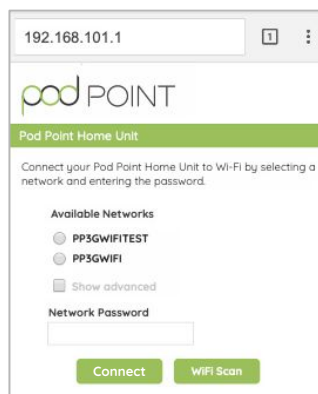 192.168.101.1 1
pod POINT
Pod Point Home Unit
Connect your Pod Point Home Unit to Wi-Fi by selecting a
network and entering the password.
Available Networks
PP3GWIFITEST
PP3GWIFI
Show advanced
Network Password
Connect WiFi Scan